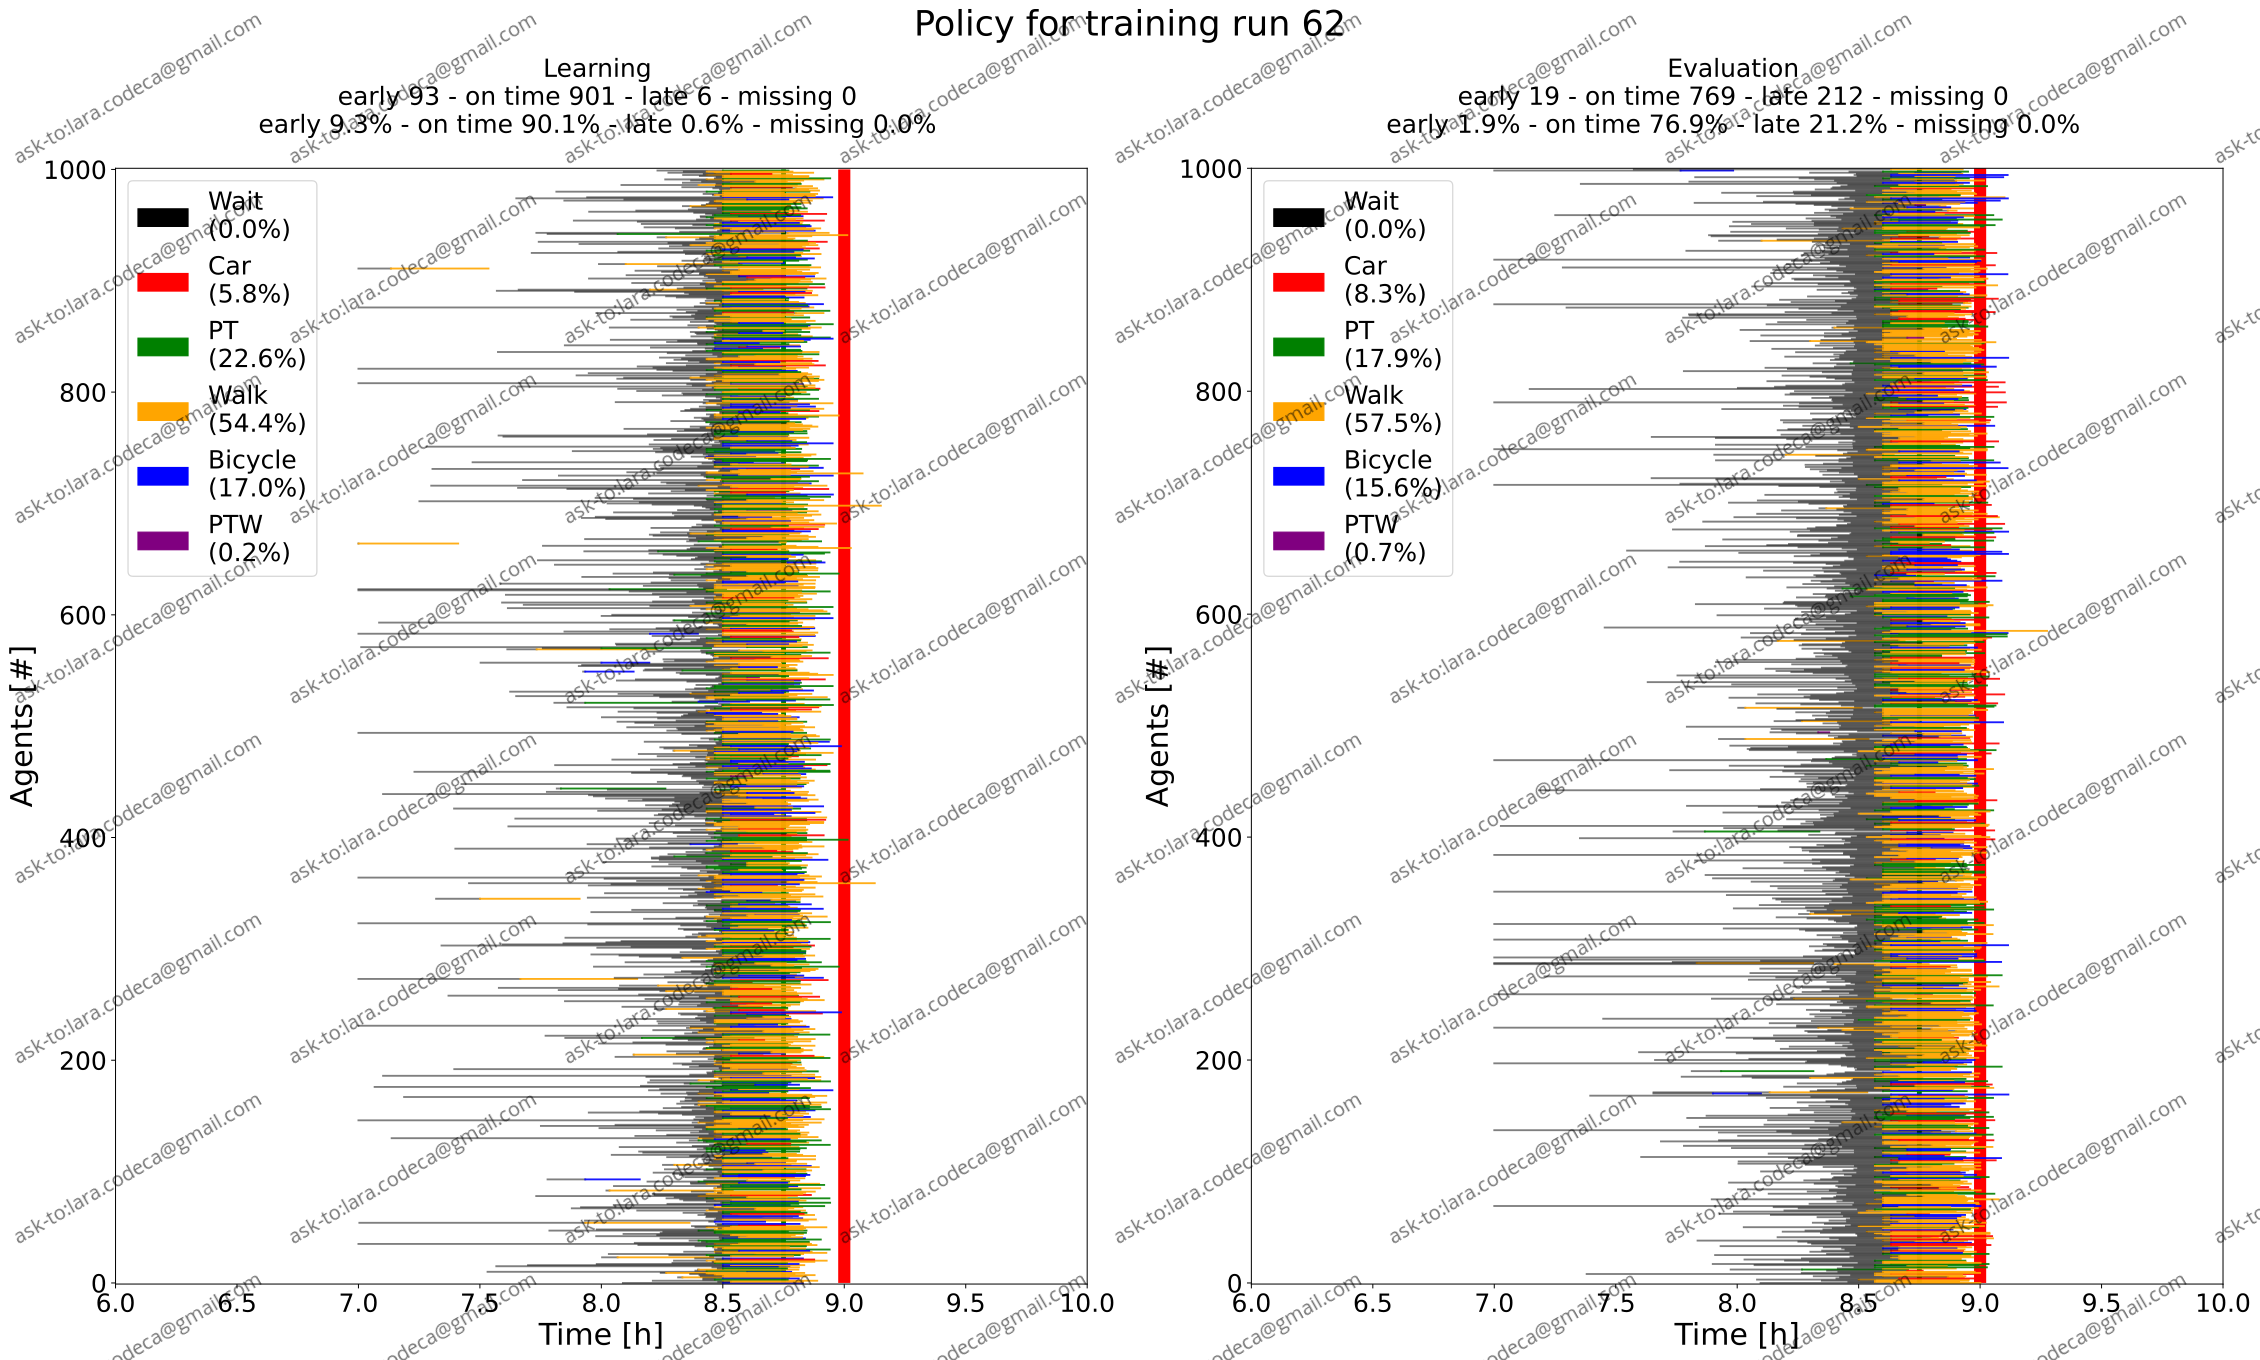 Policy for training run 62
Learning
early 93 - on time 901 - late 6 - missing 0
early 9.3% - on time 90.1% - late 0.6% - missing 0.0%
1000
800
600
400
200
0
Agents [#]
Wait
(0.0%)
Car
(5.8%)
PT
(22.6%)
Walk
(54.4%)
Bicycle
(17.0%)
PTW
(0.2%)
6.0 6.5 7.0 7.5 8.0 8.5 9.0 9.5 10.0
Time [h]
Evaluation
early 19 - on time 769 - late 212 - missing 0
early 1.9% - on time 76.9% - late 21.2% - missing 0.0%
1000
800
600
400
200
0
Agents [#]
Wait
(0.0%)
Car
(8.3%)
PT
(17.9%)
Walk
(57.5%)
Bicycle
(15.6%)
PTW
(0.7%)
6.0 6.5 7.0 7.5 8.0 8.5 9.0 9.5 10.0
Time [h]
ask-to:lara.codeca@gmail.com